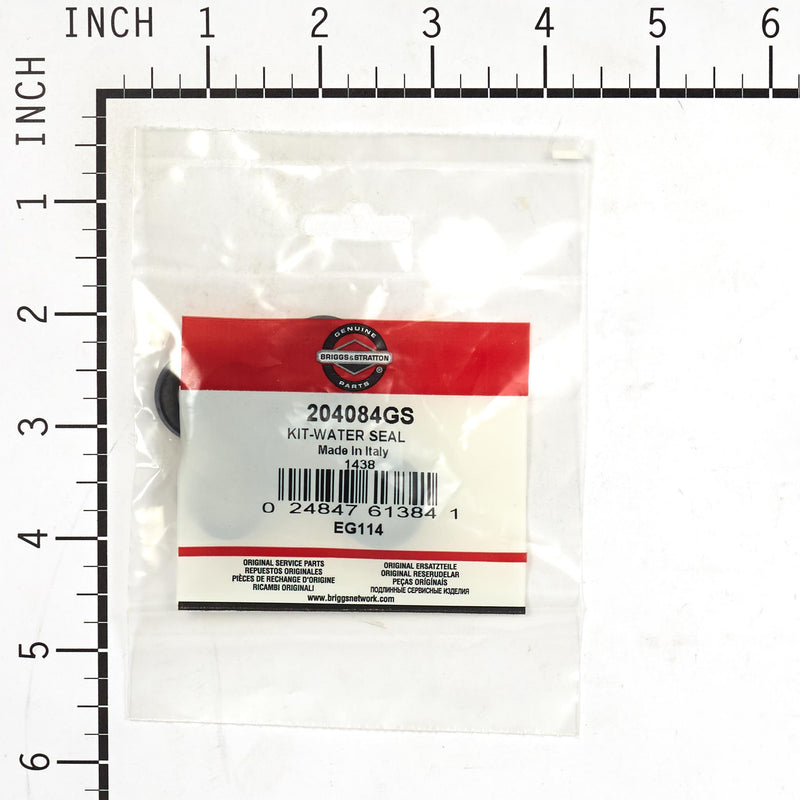 INCH 1 2 3 4 5 6
INCH
1
2
3
4
5
6
GENUINE
BRIGGS&STRATTON
PARTS ®
204084GS
KIT-WATER SEAL
Made In Italy
1438
0 24847 61384 1
EG114
ORIGINAL SERVICE PARTS
REPUESTOS ORIGINALES
PIÈCES DE RECHANGE D'ORIGINE
RICAMBI ORIGINALI
ORIGINAL ERSATZTEILE
ORIGINAL RESERUDELAR
PEÇAS ORIGÍNAIS
ПОДЛИННЫЕ СЕРВИСНЫЕ ИЗДЕЛИЯ
www.briggsnetwork.com